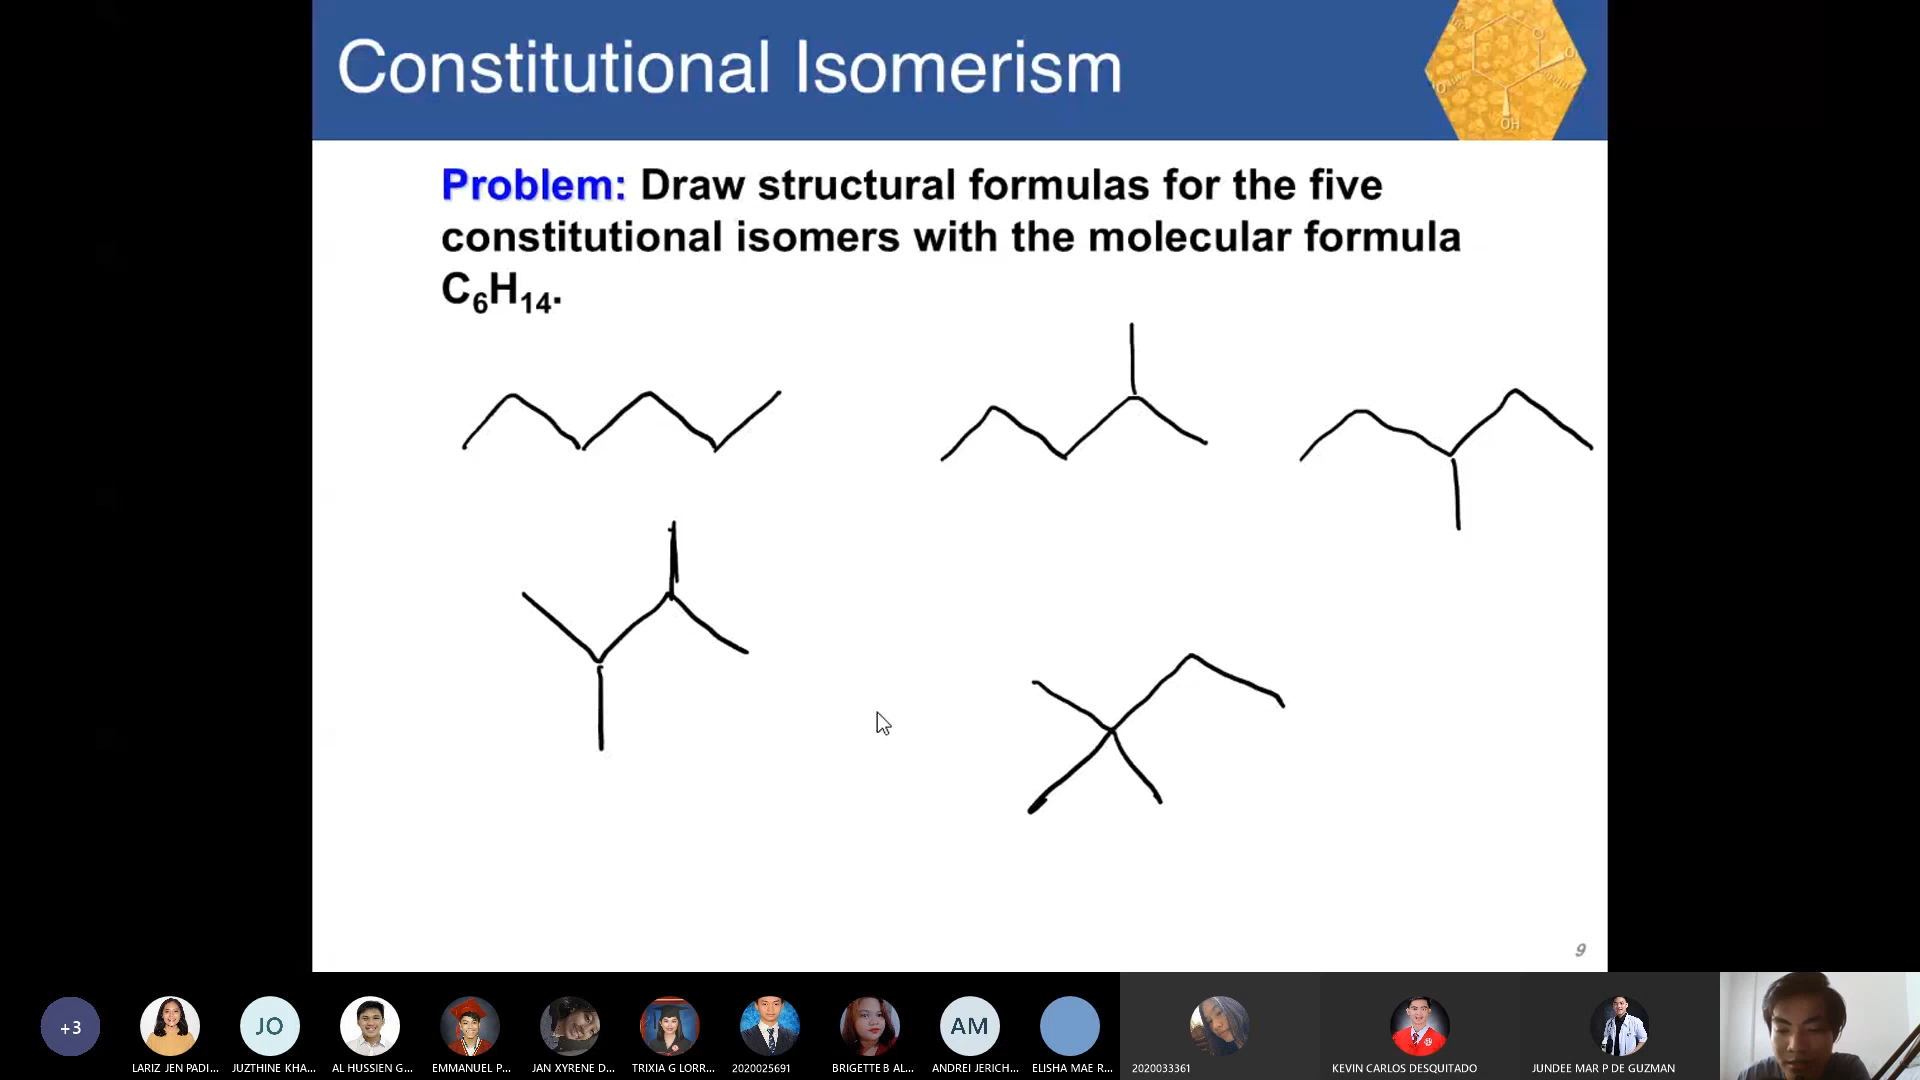 Constitutional Isomerism
O
O
O
OH
Problem: Draw structural formulas for the five
constitutional isomers with the molecular formula
C₆H₁₄.
9
+3
JO
AM
LARIZ JEN PADI...
JUZTHINE KHA...
AL HUSSIEN G...
EMMANUEL P...
JAN XYRENE D...
TRIXIA G LORR...
2020025691
BRIGETTE B AL...
ANDREI JERICH...
ELISHA MAE R...
2020033361
KEVIN CARLOS DESQUITADO
JUNDEE MAR P DE GUZMAN